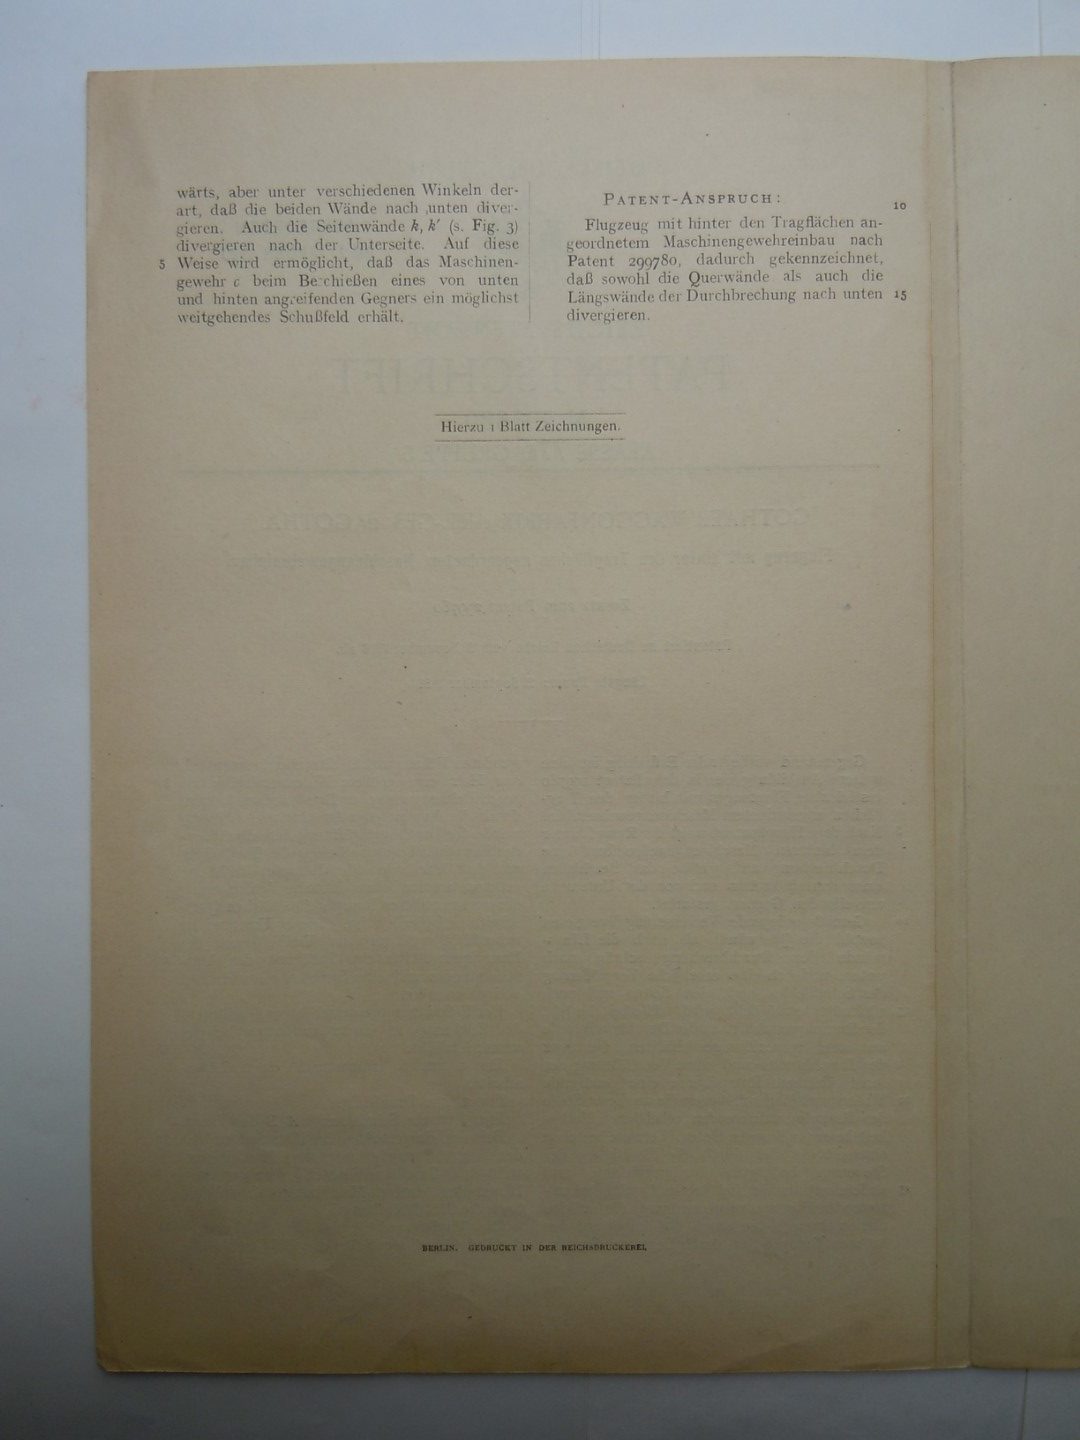 wärts, aber unter verschiedenen Winkeln der-
art, daß die beiden Wände nach unten diver-
gieren. Auch die Seitenwände k, k′ (s. Fig. 3)
divergieren nach der Unterseite. Auf diese
5 Weise wird ermöglicht, daß das Maschinen-
gewehr c beim Beschießen eines von unten
und hinten angreifenden Gegners ein möglichst
weitgehendes Schußfeld erhält.
PATENT-ANSPRUCH:
10
Flugzeug mit hinter den Tragflächen an-
geordnetem Maschinengewehreinbau nach
Patent 299780, dadurch gekennzeichnet,
daß sowohl die Querwände als auch die
Längswände der Durchbrechung nach unten 15
divergieren.
Hierzu 1 Blatt Zeichnungen.
PATENTSCHRIFT
BERLIN. GEDRUCKT IN DER REICHSDRUCKEREI.